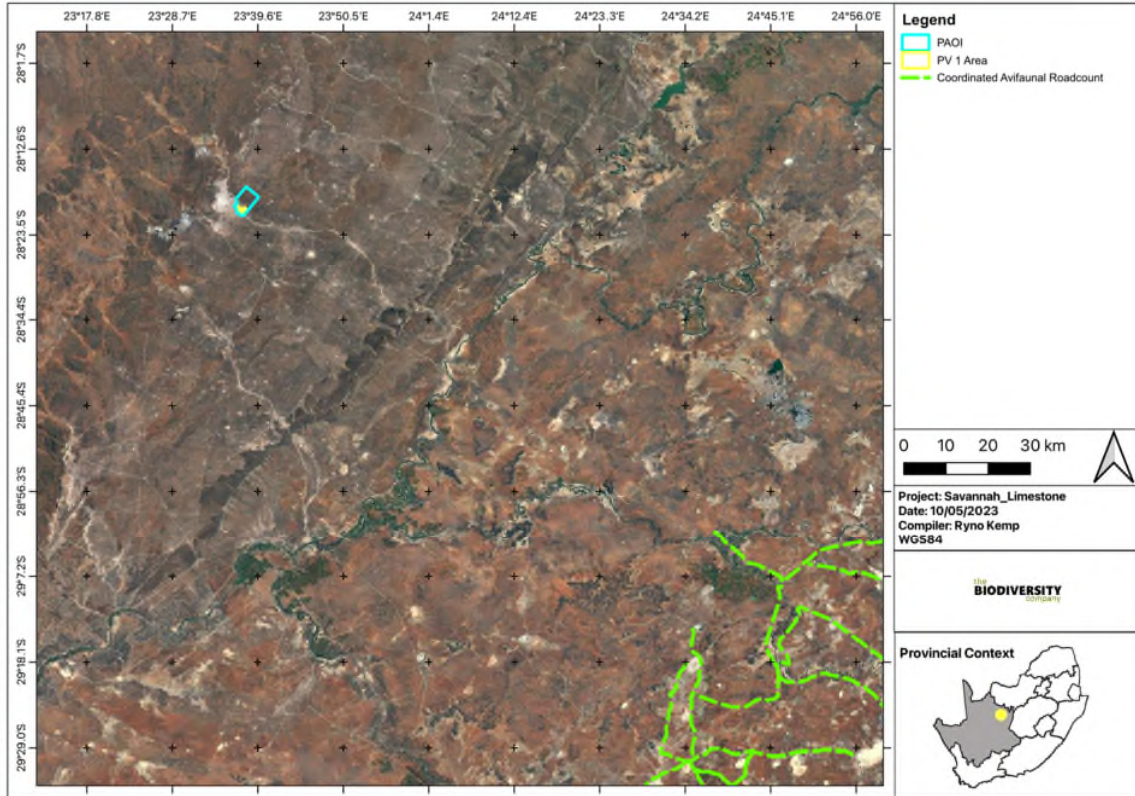 23°17.8'E 23°28.7'E 23°39.6'E 23°50.5'E 24°1.4'E 24°12.4'E 24°23.3'E 24°34.2'E 24°45.1'E 24°56.0'E
28°1.7'S
28°12.6'S
28°23.5'S
28°34.4'S
28°45.4'S
28°56.3'S
29°7.2'S
29°18.1'S
29°29.0'S
Legend
PAOI
PV 1 Area
Coordinated Avifaunal Roadcount
0 10 20 30 km
Project: Savannah_Limestone
Date: 10/05/2023
Compiler: Ryno Kemp
WGS84
the
BIODIVERSITY
company
Provincial Context